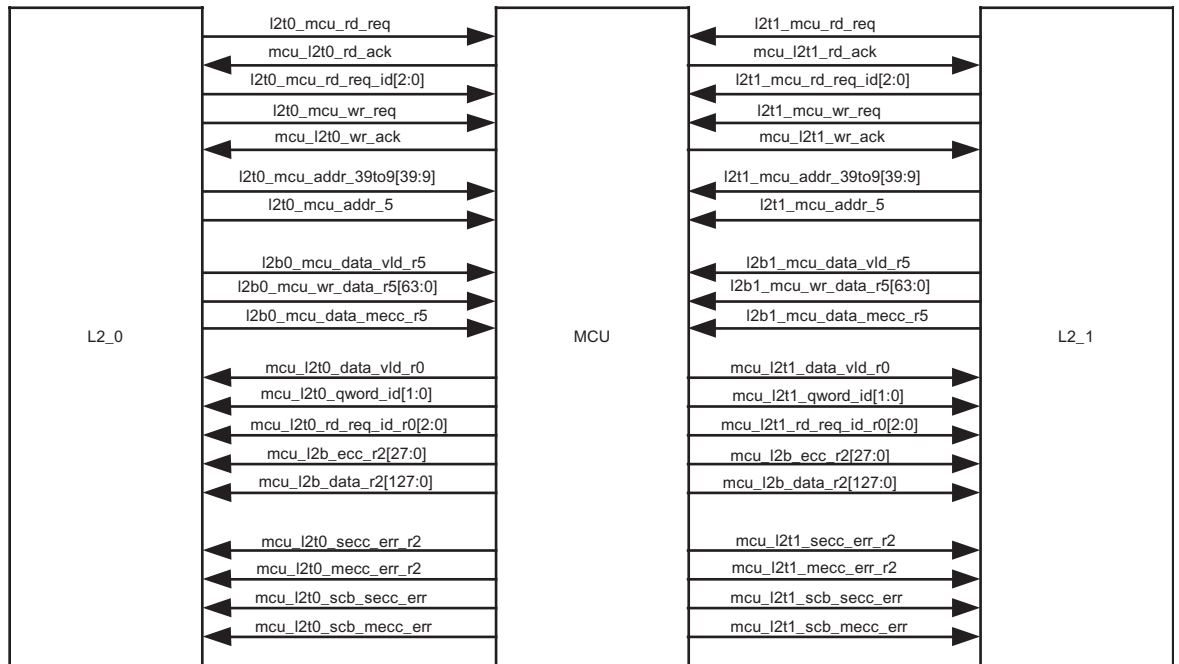 l2t0_mcu_rd_req
mcu_l2t0_rd_ack
l2t0_mcu_rd_req_id[2:0]
l2t0_mcu_wr_req
mcu_l2t0_wr_ack
l2t0_mcu_addr_39to9[39:9]
l2t0_mcu_addr_5
l2b0_mcu_data_vld_r5
l2b0_mcu_wr_data_r5[63:0]
l2b0_mcu_data_mecc_r5
L2_0
MCU
mcu_l2t0_data_vld_r0
mcu_l2t0_qword_id[1:0]
mcu_l2t0_rd_req_id_r0[2:0]
mcu_l2b_ecc_r2[27:0]
mcu_l2b_data_r2[127:0]
mcu_l2t0_secc_err_r2
mcu_l2t0_mecc_err_r2
mcu_l2t0_scb_secc_err
mcu_l2t0_scb_mecc_err
l2t1_mcu_rd_req
mcu_l2t1_rd_ack
l2t1_mcu_rd_req_id[2:0]
l2t1_mcu_wr_req
mcu_l2t1_wr_ack
l2t1_mcu_addr_39to9[39:9]
l2t1_mcu_addr_5
l2b1_mcu_data_vld_r5
l2b1_mcu_wr_data_r5[63:0]
l2b1_mcu_data_mecc_r5
L2_1
mcu_l2t1_data_vld_r0
mcu_l2t1_qword_id[1:0]
mcu_l2t1_rd_req_id_r0[2:0]
mcu_l2b_ecc_r2[27:0]
mcu_l2b_data_r2[127:0]
mcu_l2t1_secc_err_r2
mcu_l2t1_mecc_err_r2
mcu_l2t1_scb_secc_err
mcu_l2t1_scb_mecc_err